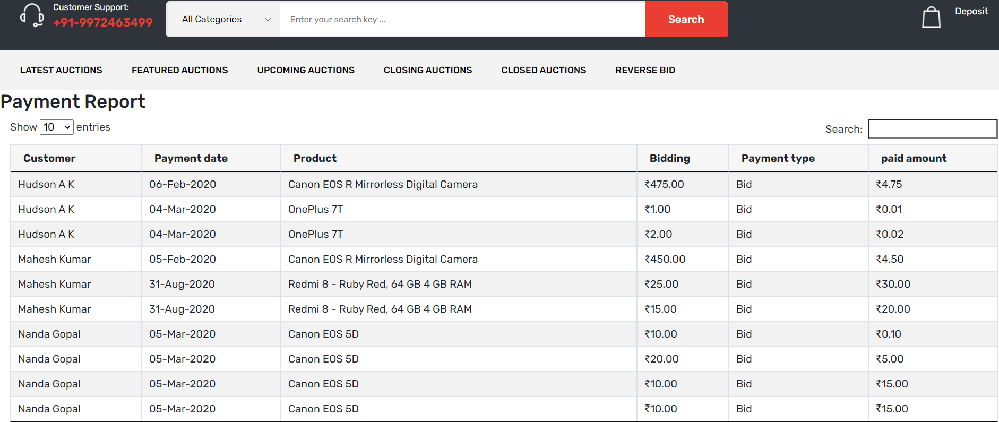 Customer Support:
+91-9972463499
All Categories
Enter your search key ...
Search
Deposit
LATEST AUCTIONS FEATURED AUCTIONS UPCOMING AUCTIONS CLOSING AUCTIONS CLOSED AUCTIONS REVERSE BID
Payment Report
Show 10 entries
Search:
Customer Payment date Product Bidding Payment type paid amount
Hudson A K 06-Feb-2020 Canon EOS R Mirrorless Digital Camera ₹475.00 Bid ₹4.75
Hudson A K 04-Mar-2020 OnePlus 7T ₹1.00 Bid ₹0.01
Hudson A K 04-Mar-2020 OnePlus 7T ₹2.00 Bid ₹0.02
Mahesh Kumar 05-Feb-2020 Canon EOS R Mirrorless Digital Camera ₹450.00 Bid ₹4.50
Mahesh Kumar 31-Aug-2020 Redmi 8 - Ruby Red, 64 GB 4 GB RAM ₹25.00 Bid ₹30.00
Mahesh Kumar 31-Aug-2020 Redmi 8 - Ruby Red, 64 GB 4 GB RAM ₹15.00 Bid ₹20.00
Nanda Gopal 05-Mar-2020 Canon EOS 5D ₹10.00 Bid ₹0.10
Nanda Gopal 05-Mar-2020 Canon EOS 5D ₹20.00 Bid ₹5.00
Nanda Gopal 05-Mar-2020 Canon EOS 5D ₹10.00 Bid ₹15.00
Nanda Gopal 05-Mar-2020 Canon EOS 5D ₹10.00 Bid ₹15.00